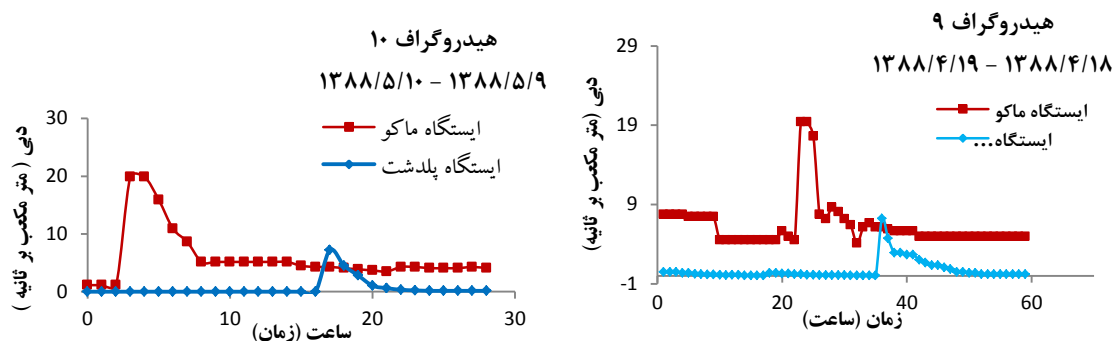 هیدروگراف ۱۰
۱۳۸۸/۵/۱۰ – ۱۳۸۸/۵/۹
ایستگاه ماکو
ایستگاه پلدشت
دبی ( متر مکعب بر ثانیه )
30
20
10
0
0 10 20 30
ساعت (زمان)
هیدروگراف ۹
۱۳۸۸/۴/۱۹ – ۱۳۸۸/۴/۱۸
ایستگاه ماکو
ایستگاه...
دبی (متر مکعب بر ثانیه)
29
19
9
-1
0 20 40 60
زمان (ساعت)